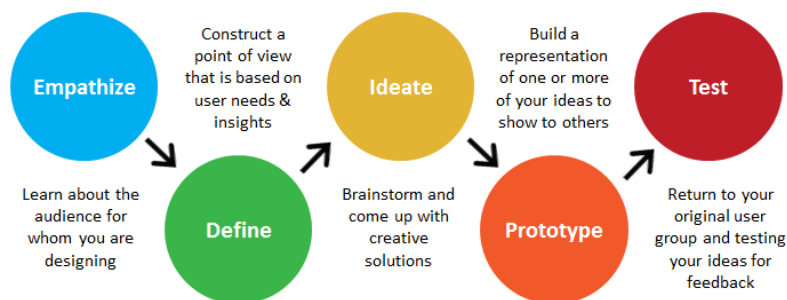 Empathize
Learn about the
audience for
whom you are
designing
Construct a
point of view
that is based on
user needs &
insights
Define
Ideate
Brainstorm and
come up with
creative
solutions
Build a
representation
of one or more
of your ideas to
show to others
Prototype
Test
Return to your
original user
group and testing
your ideas for
feedback